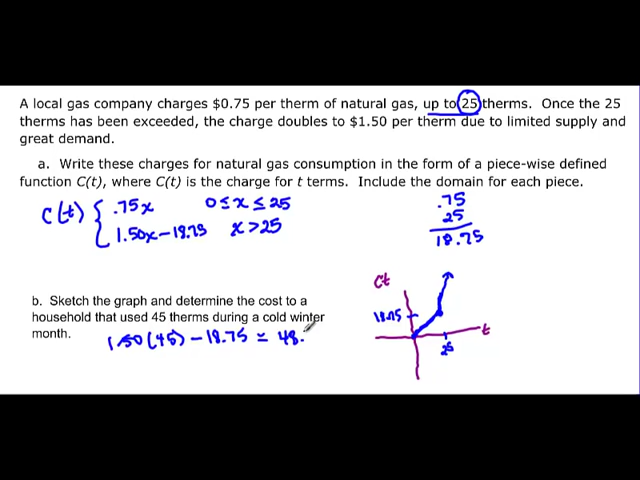 A local gas company charges $0.75 per therm of natural gas, up to 25 therms. Once the 25
therms has been exceeded, the charge doubles to $1.50 per therm due to limited supply and
great demand.
a. Write these charges for natural gas consumption in the form of a piece-wise defined
function C(t), where C(t) is the charge for t terms. Include the domain for each piece.
C(t) { .75x 0 ≤ x ≤ 25
1.50x - 18.75 x > 25
.75
25
18.75
b. Sketch the graph and determine the cost to a
household that used 45 therms during a cold winter
month.
1.50(45) - 18.75 = 48.
Ct
18.75
t
25